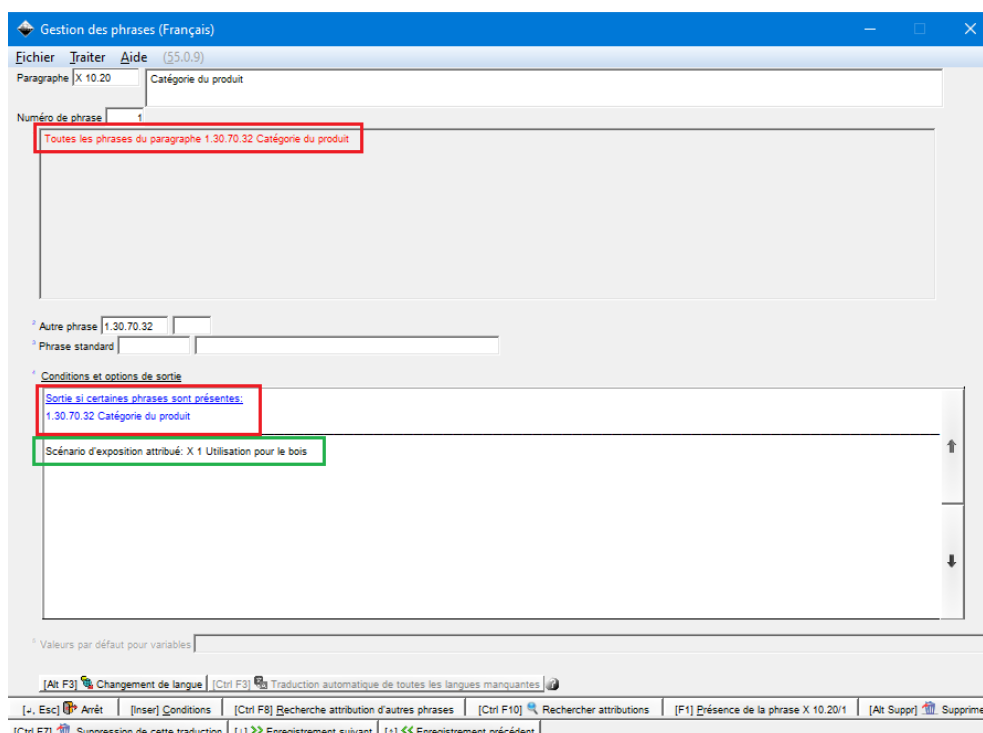 Gestion des phrases (Français)
Fichier Traiter Aide (55.0.9)
Paragraphe X 10.20 Catégorie du produit
Numéro de phrase 1
Toutes les phrases du paragraphe 1.30.70.32 Catégorie du produit
² Autre phrase 1.30.70.32
³ Phrase standard
⁴ Conditions et options de sortie
Sortie si certaines phrases sont présentes:
1.30.70.32 Catégorie du produit
Scénario d'exposition attribué: X 1 Utilisation pour le bois
Valeurs par défaut pour variables
[Alt F3] Changement de langue [Ctrl F3] Traduction automatique de toutes les langues manquantes
[↲, Esc] Arrêt [Inser] Conditions [Ctrl F8] Recherche attribution d'autres phrases [Ctrl F10] Rechercher attributions [F1] Présence de la phrase X 10.20/1 [Alt Suppr] Supprime
[Ctrl F7] Suppression de cette traduction [↓] Enregistrement suivant [↑] Enregistrement précédent